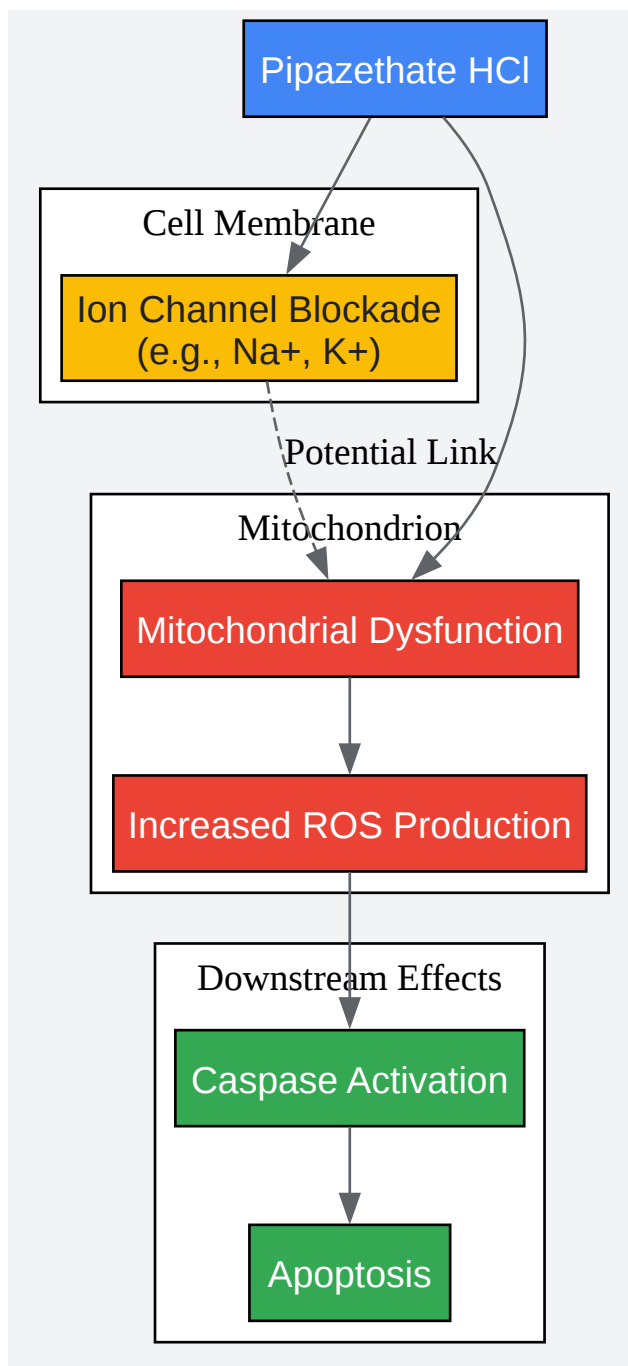 Pipazethate HCl
Cell Membrane
Ion Channel Blockade
(e.g., Na+, K+)
Potential Link
Mitochondrion
Mitochondrial Dysfunction
Increased ROS Production
Downstream Effects
Caspase Activation
Apoptosis